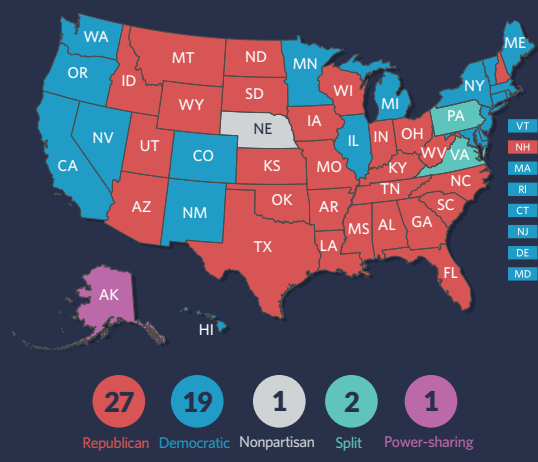 WA
ME
MT
ND
MN
OR
ID
SD
WI
NY
WY
MI
IA
PA
NE
NV
UT
CO
IL
IN
OH
WV
VA
CA
KS
MO
KY
NC
TN
AZ
NM
OK
AR
SC
MS
AL
GA
TX
LA
FL
AK
HI
VT
NH
MA
RI
CT
NJ
DE
MD
27 19 1 2 1
Republican Democratic Nonpartisan Split Power-sharing